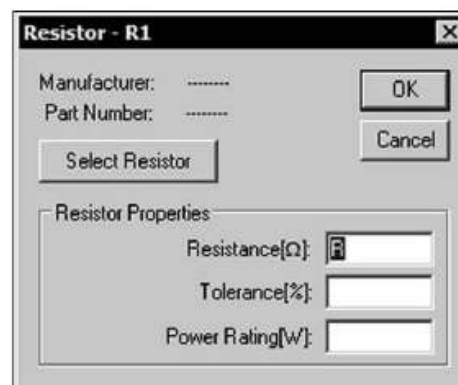 Resistor - R1
Manufacturer: --------
Part Number: --------
OK
Cancel
Select Resistor
Resistor Properties
Resistance[Ω]: R
Tolerance[%]:
Power Rating[W]: